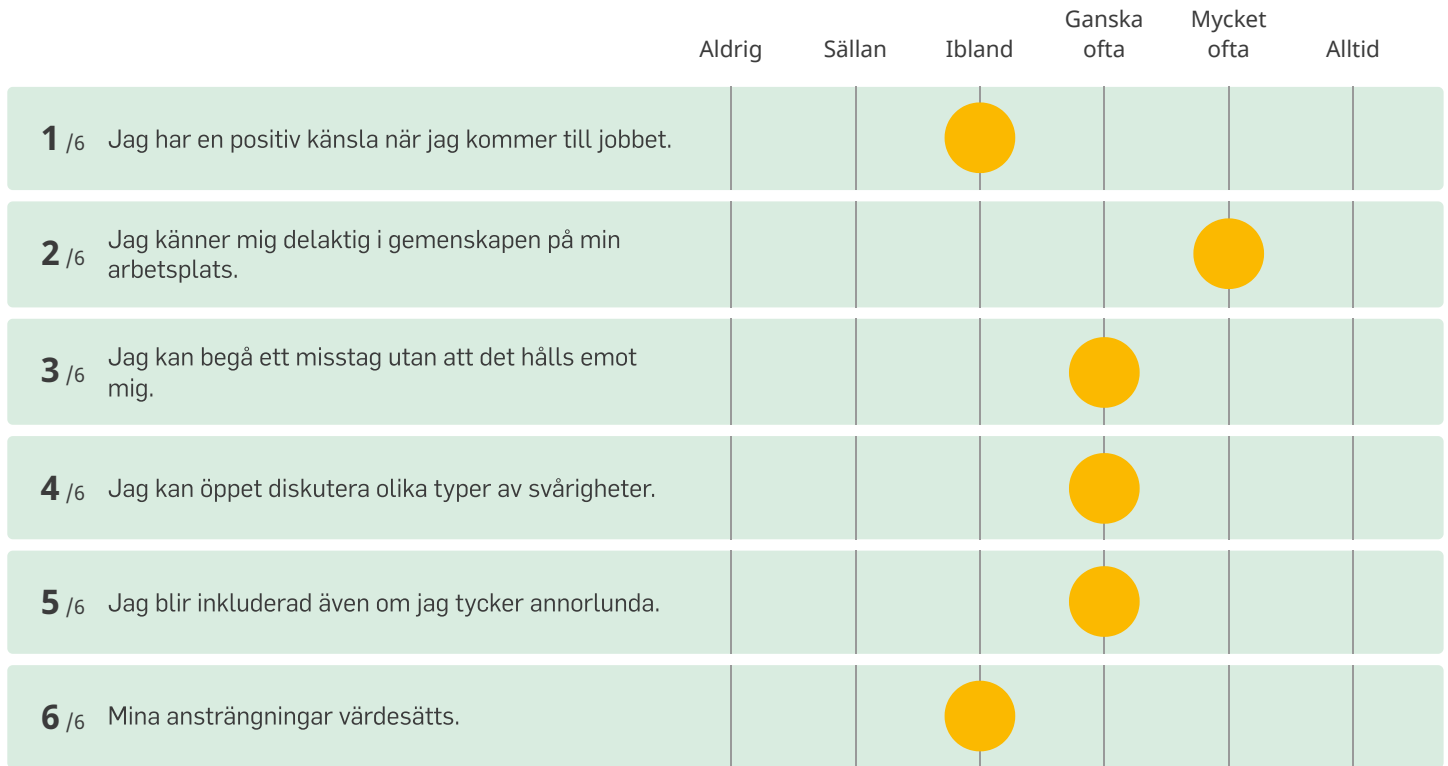 Aldrig Sällan Ibland Ganska ofta Mycket ofta Alltid
1 /6 Jag har en positiv känsla när jag kommer till jobbet.
2 /6 Jag känner mig delaktig i gemenskapen på min
arbetsplats.
3 /6 Jag kan begå ett misstag utan att det hålls emot
mig.
4 /6 Jag kan öppet diskutera olika typer av svårigheter.
5 /6 Jag blir inkluderad även om jag tycker annorlunda.
6 /6 Mina ansträngningar värdesätts.